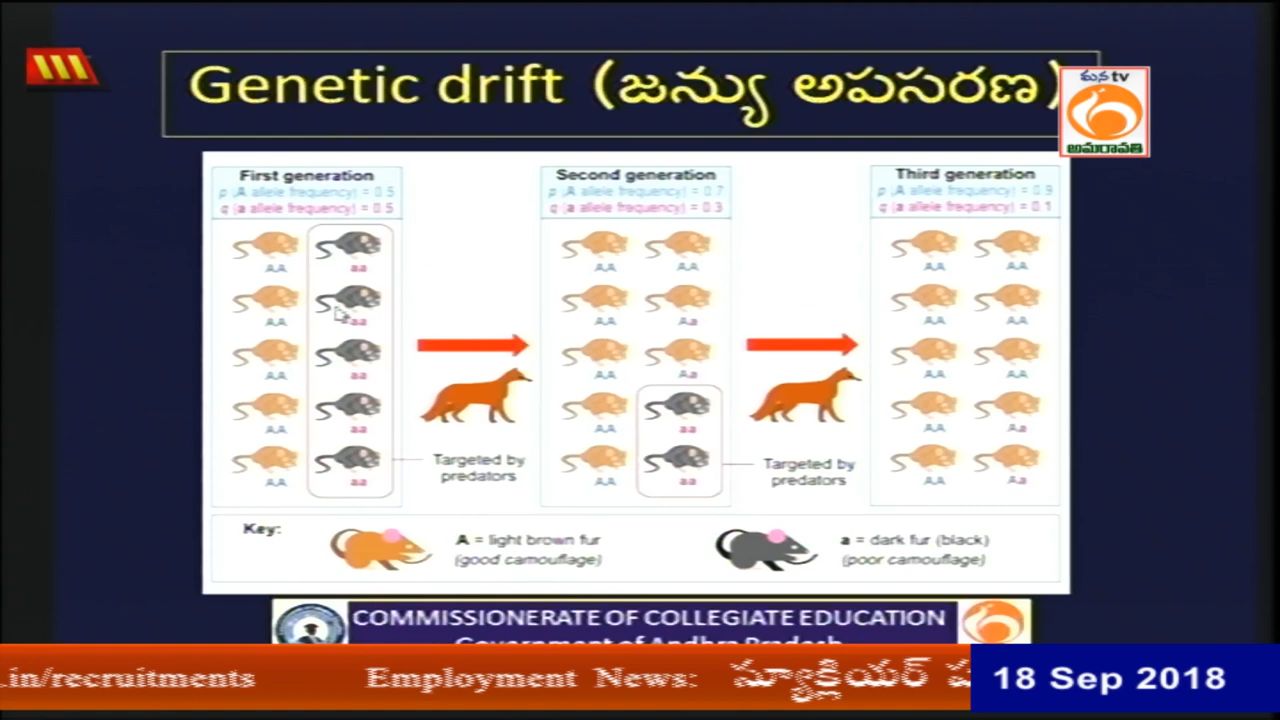 Genetic drift (జన్యు అపసరణ)
మన tv
అమరావతి
First generation
p (A allele frequency) = 0.5
q (a allele frequency) = 0.5
Second generation
p (A allele frequency) = 0.7
q (a allele frequency) = 0.3
Third generation
p (A allele frequency) = 0.9
q (a allele frequency) = 0.1
AA aa AA AA AA AA
AA aa AA Aa AA AA
AA aa AA Aa AA AA
AA aa AA aa AA Aa
AA aa AA aa AA Aa
Targeted by
predators
Targeted by
predators
Key:
A = light brown fur
(good camouflage)
a = dark fur (black)
(poor camouflage)
COMMISSIONERATE OF COLLEGIATE EDUCATION
Government of Andhra Pradesh
.in/recruitments Employment News:
18 Sep 2018